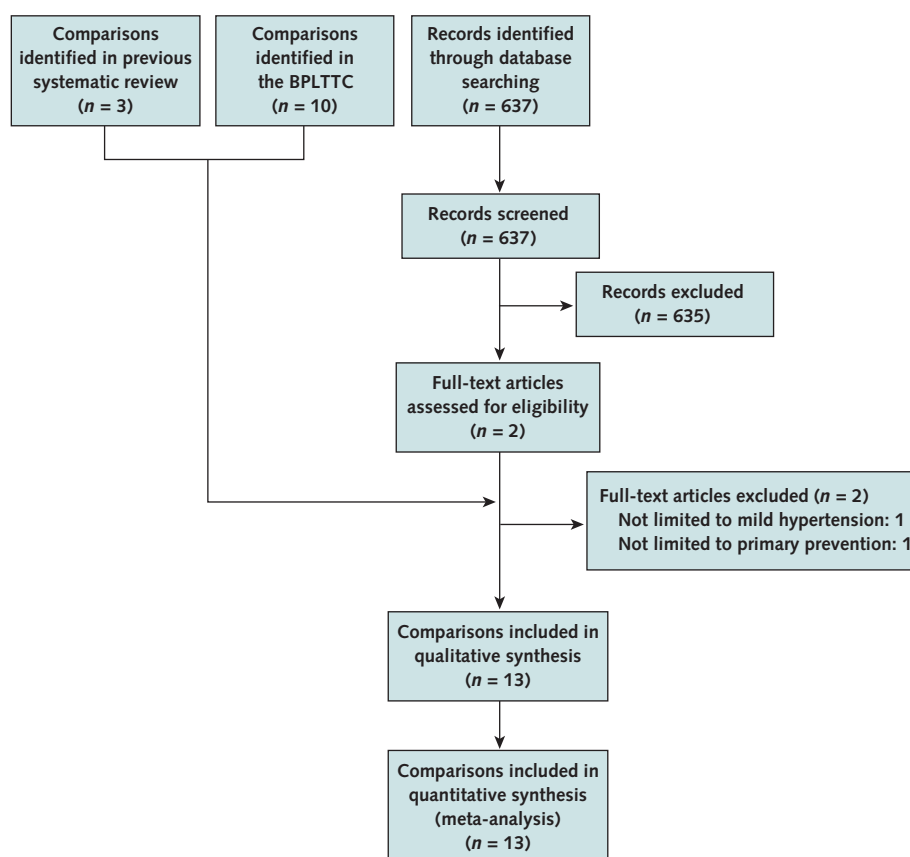 Comparisons
identified in previous
systematic review
(n = 3)
Comparisons
identified in
the BPLTTC
(n = 10)
Records identified
through database
searching
(n = 637)
Records screened
(n = 637)
Records excluded
(n = 635)
Full-text articles
assessed for eligibility
(n = 2)
Full-text articles excluded (n = 2)
Not limited to mild hypertension: 1
Not limited to primary prevention: 1
Comparisons included in
qualitative synthesis
(n = 13)
Comparisons included in
quantitative synthesis
(meta-analysis)
(n = 13)